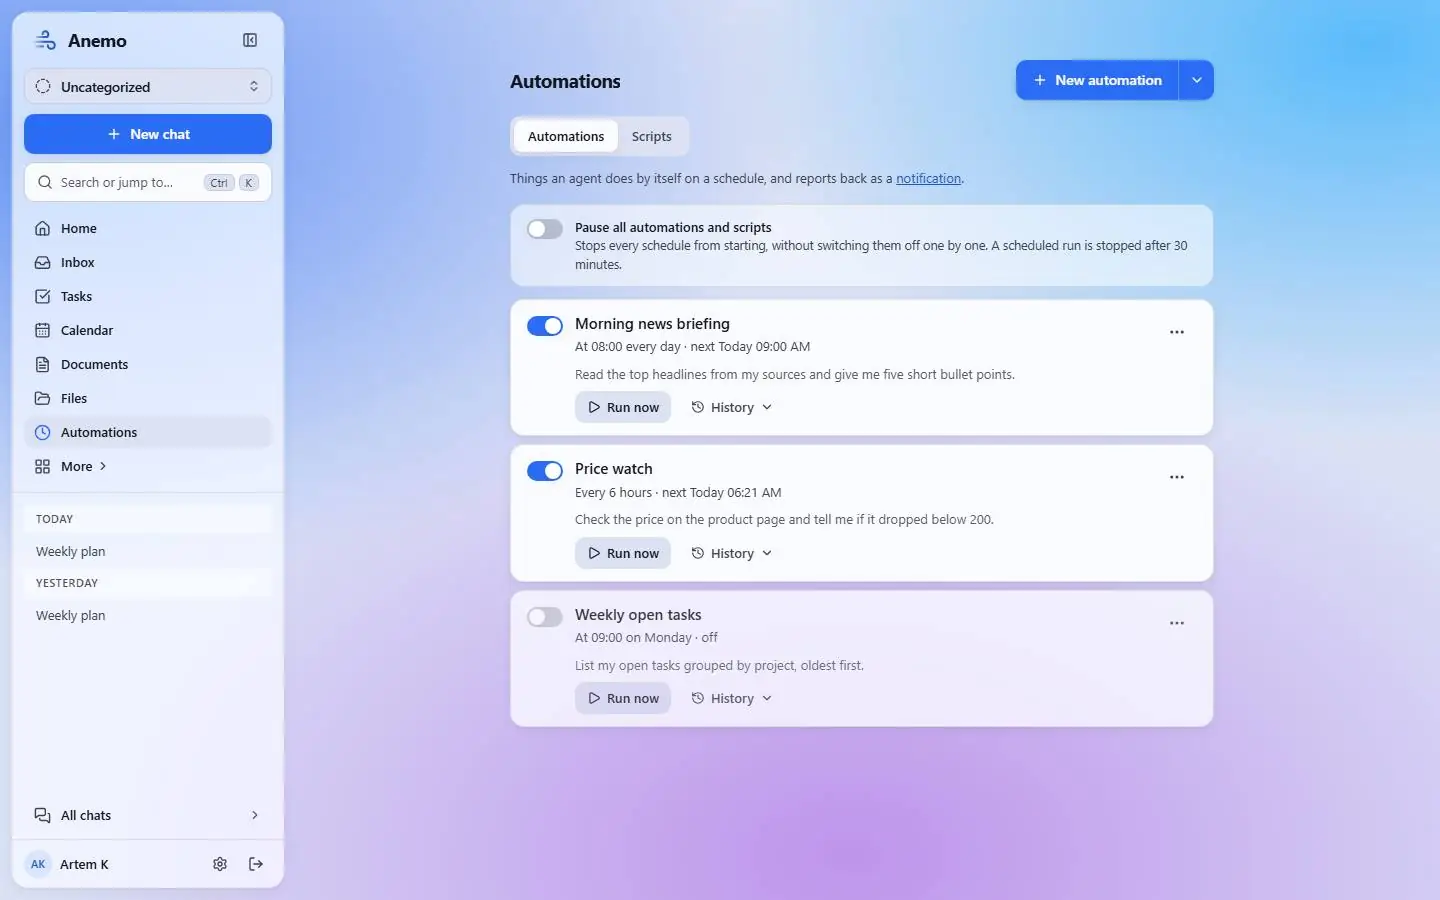 Anemo
Uncategorized
New chat
Search or jump to... Ctrl K
Home
Inbox
Tasks
Calendar
Documents
Files
Automations
More
TODAY
Weekly plan
YESTERDAY
Weekly plan
All chats
AK Artem K
Automations
New automation
Automations Scripts
Things an agent does by itself on a schedule, and reports back as a notification.
Pause all automations and scripts
Stops every schedule from starting, without switching them off one by one. A scheduled run is stopped after 30
minutes.
Morning news briefing
At 08:00 every day · next Today 09:00 AM
Read the top headlines from my sources and give me five short bullet points.
Run now History
Price watch
Every 6 hours · next Today 06:21 AM
Check the price on the product page and tell me if it dropped below 200.
Run now History
Weekly open tasks
At 09:00 on Monday · off
List my open tasks grouped by project, oldest first.
Run now History